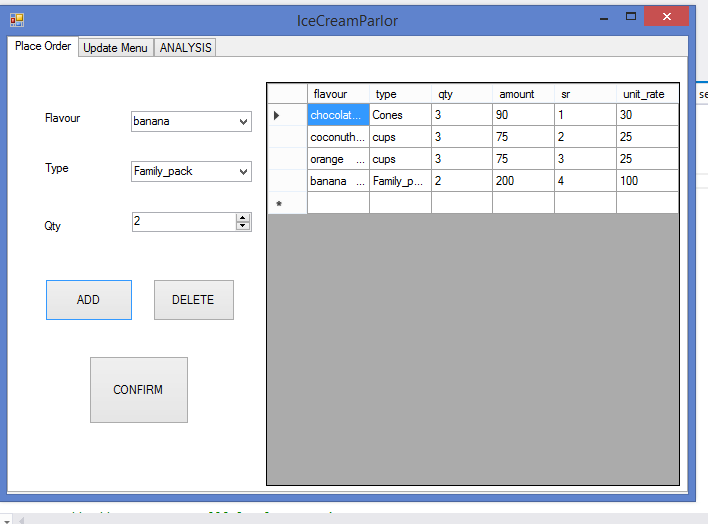 IceCreamParlor
Place Order Update Menu ANALYSIS
flavour type qty amount sr unit_rate
Flavour banana
chocolat... Cones 3 90 1 30
coconuth... cups 3 75 2 25
orange ... cups 3 75 3 25
Type Family_pack
banana ... Family_p... 2 200 4 100
Qty 2
ADD DELETE
CONFIRM
se